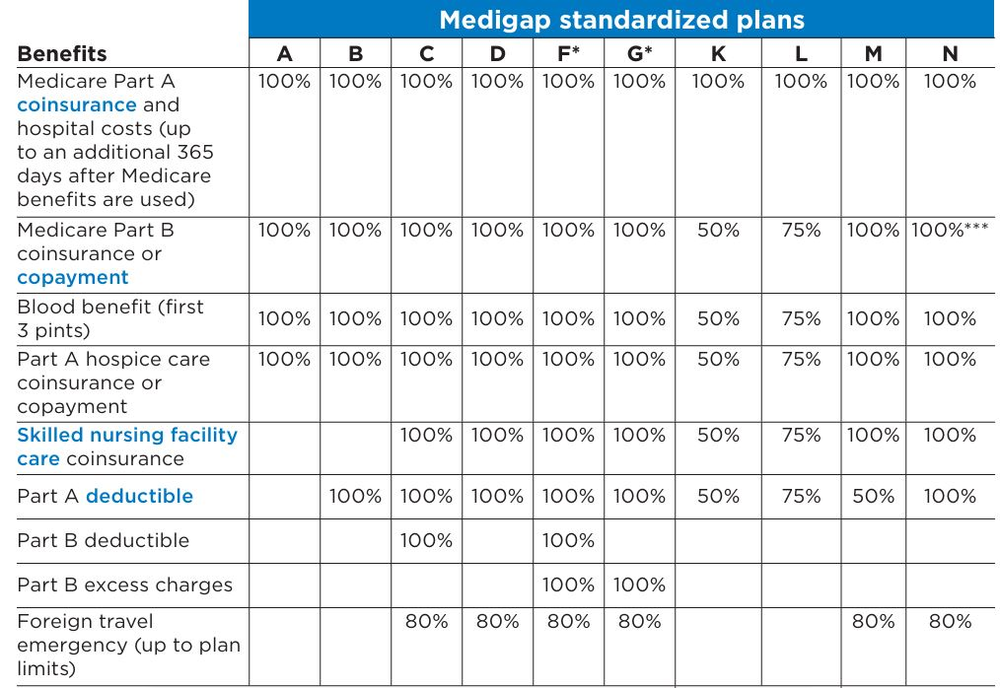 Medigap standardized plans
Benefits A B C D F* G* K L M N
Medicare Part A 100% 100% 100% 100% 100% 100% 100% 100% 100% 100%
coinsurance and
hospital costs (up
to an additional 365
days after Medicare
benefits are used)
Medicare Part B 100% 100% 100% 100% 100% 100% 50% 75% 100% 100%***
coinsurance or
copayment
Blood benefit (first
3 pints) 100% 100% 100% 100% 100% 100% 50% 75% 100% 100%
Part A hospice care 100% 100% 100% 100% 100% 100% 50% 75% 100% 100%
coinsurance or
copayment
Skilled nursing facility 100% 100% 100% 100% 50% 75% 100% 100%
care coinsurance
Part A deductible 100% 100% 100% 100% 100% 50% 75% 50% 100%
Part B deductible 100% 100%
Part B excess charges 100% 100%
Foreign travel 80% 80% 80% 80% 80% 80%
emergency (up to plan
limits)